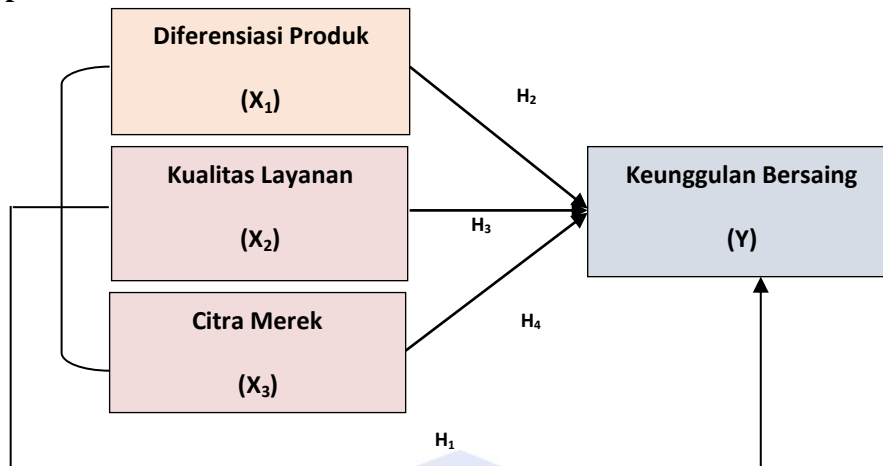 Diferensiasi Produk
(X₁)
H₂
Kualitas Layanan
(X₂)
H₃
Keunggulan Bersaing
(Y)
Citra Merek
(X₃)
H₄
H₁